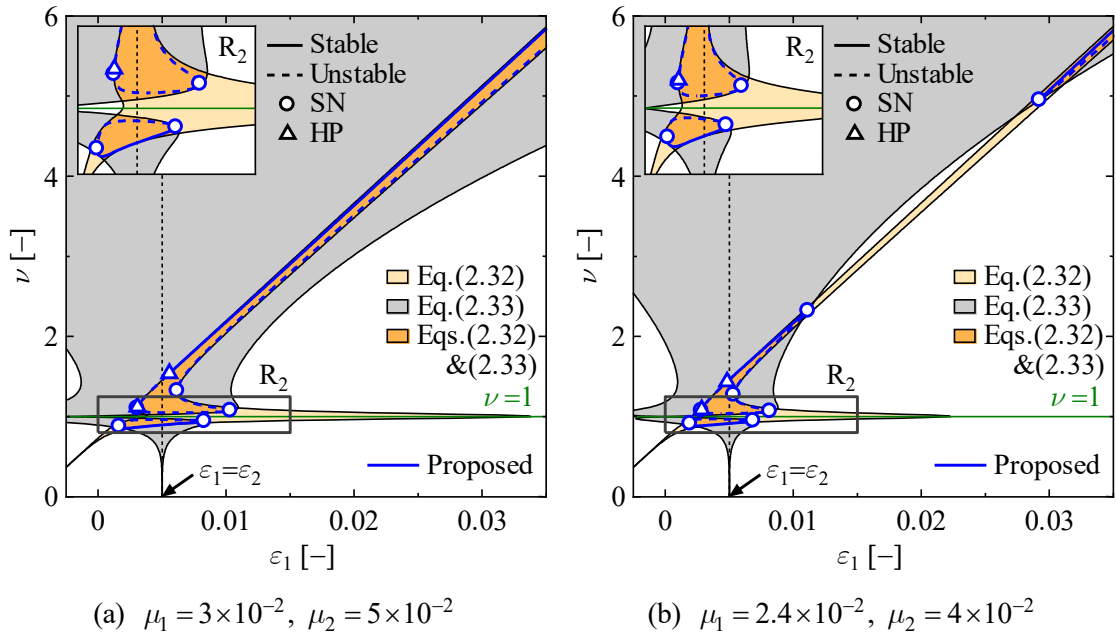 6
R₂
Stable
Unstable
SN
HP
4
ν [−]
Eq.(2.32)
Eq.(2.33)
Eqs.(2.32)
&(2.33)
2
R₂
ν=1
ε₁=ε₂
Proposed
0
0
0.01
0.02
0.03
ε₁ [−]
(a) μ₁ = 3×10⁻², μ₂ = 5×10⁻²
6
R₂
Stable
Unstable
SN
HP
4
ν [−]
Eq.(2.32)
Eq.(2.33)
Eqs.(2.32)
&(2.33)
2
R₂
ν=1
ε₁=ε₂
Proposed
0
0
0.01
0.02
0.03
ε₁ [−]
(b) μ₁ = 2.4×10⁻², μ₂ = 4×10⁻²